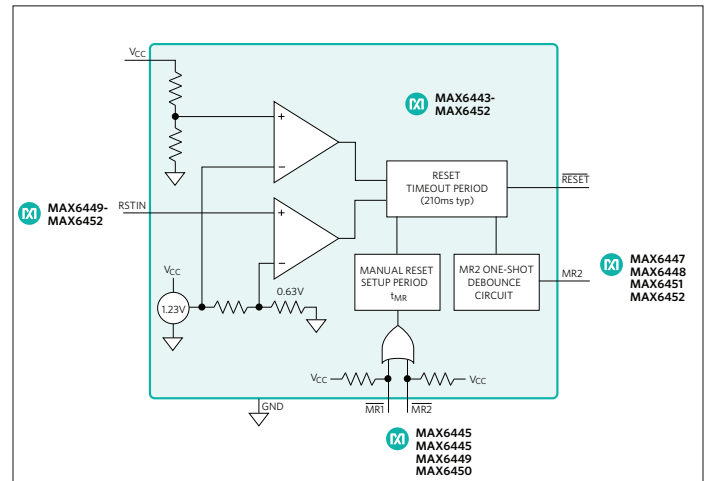 VCC
MAX6443-
MAX6452
RESET
TIMEOUT PERIOD
(210ms typ)
RESET
MAX6449-
MAX6452
RSTIN
VCC
1.23V
0.63V
MANUAL RESET
SETUP PERIOD
tMR
MR2 ONE-SHOT
DEBOUNCE
CIRCUIT
MR2
MAX6447
MAX6448
MAX6451
MAX6452
VCC
VCC
GND
MR1
MR2
MAX6445
MAX6445
MAX6449
MAX6450